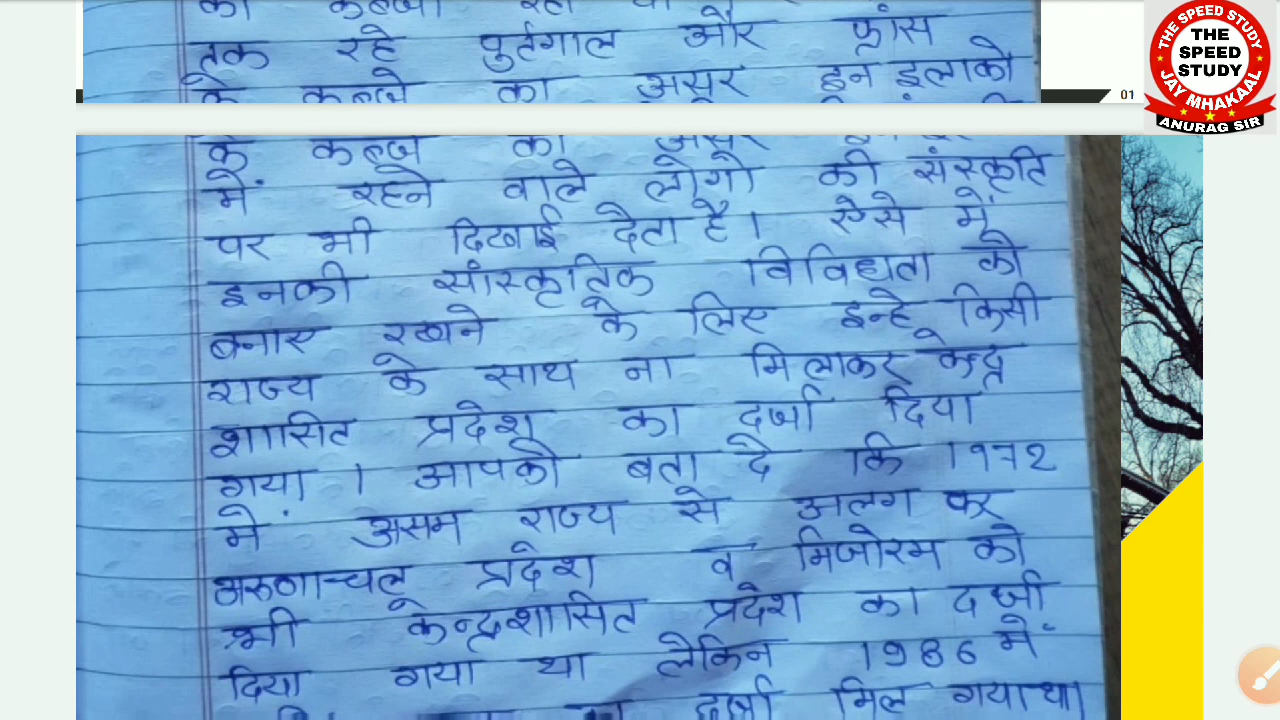 तक रहे पुर्तगाल और फ्रांस
के कब्जे का असर इन इलाको
THE SPEED STUDY
THE
SPEED
STUDY
JAY MHAKAAL
ANURAG SIR
01
के कब्जे का असर
में रहने वाले लोगो की संस्कृति
पर भी दिखाई देता है। ऐसे में
इनकी सांस्कृतिक विविधता को
बनाए रखने के लिए इन्हे किसी
राज्य के साथ ना मिलाकर केन्द्र
शासित प्रदेश का दर्जा दिया
गया। आपको बता दे कि 1972
में असम राज्य से अलग कर
अरुणाचल प्रदेश व मिजोरम को
भी केन्द्रशासित प्रदेश का दर्जा
दिया गया था लेकिन 1986 में
दर्जा मिल गया था।